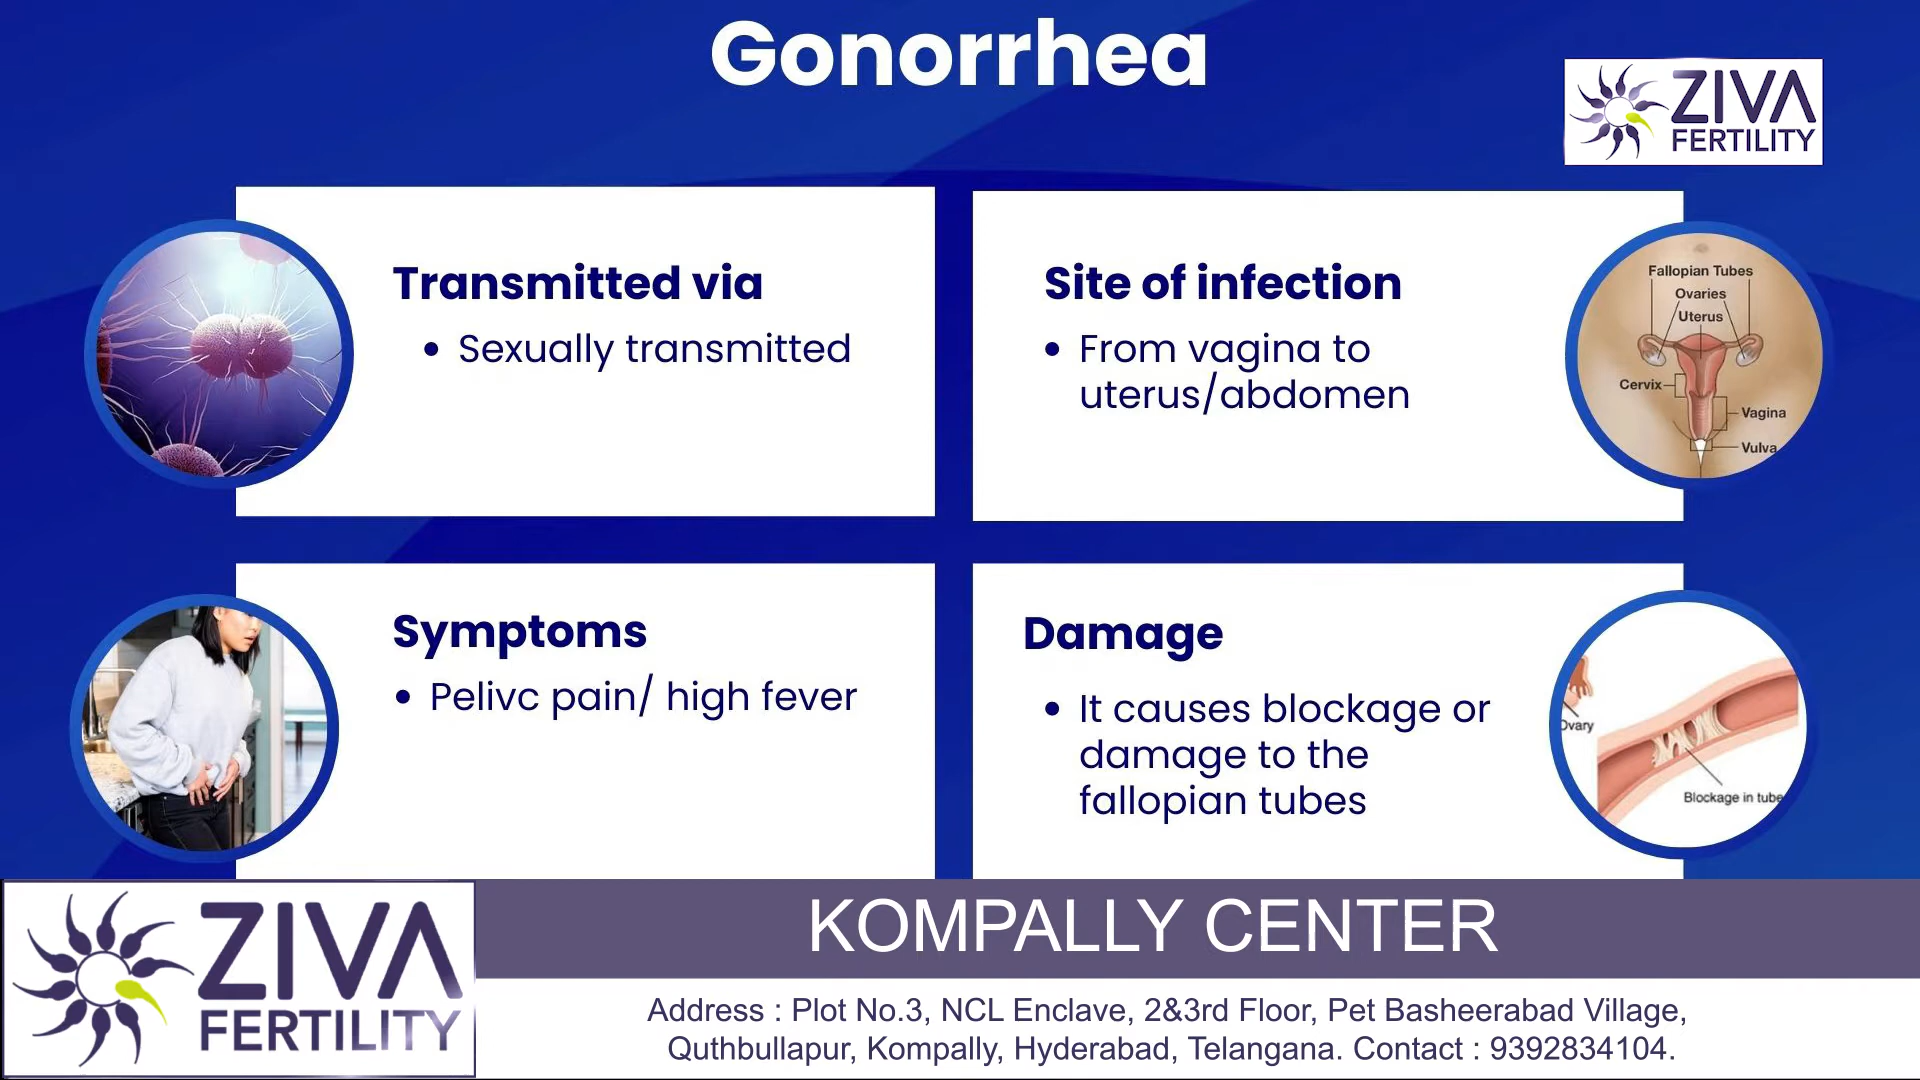 Gonorrhea
ZIVA
FERTILITY
Transmitted via
• Sexually transmitted
Site of infection
• From vagina to
uterus/abdomen
Fallopian Tubes
Ovaries
Uterus
Cervix
Vagina
Vulva
Symptoms
• Pelivc pain/ high fever
Damage
• It causes blockage or
damage to the
fallopian tubes
Ovary
Blockage in tube
ZIVA
FERTILITY
KOMPALLY CENTER
Address : Plot No.3, NCL Enclave, 2&3rd Floor, Pet Basheerabad Village,
Quthbullapur, Kompally, Hyderabad, Telangana. Contact : 9392834104.